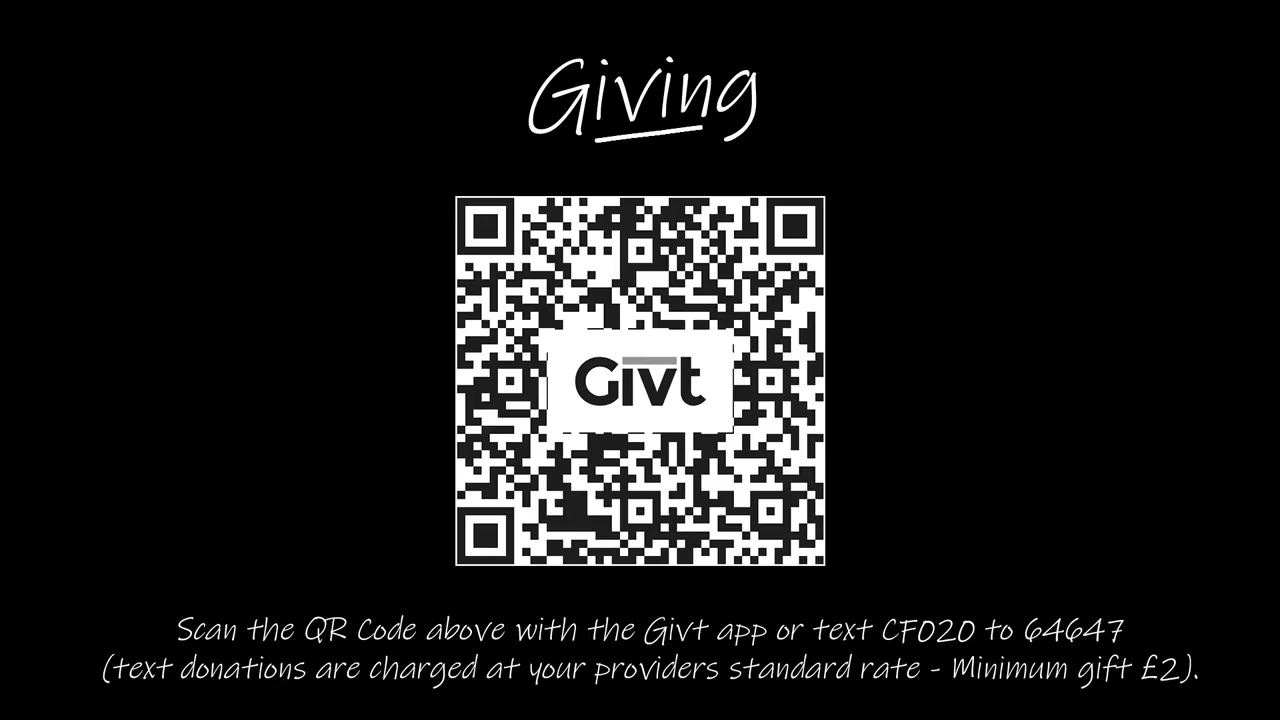 Giving
Givt
Scan the QR Code above with the Givt app or text CF020 to 64647
(text donations are charged at your providers standard rate - Minimum gift £2).